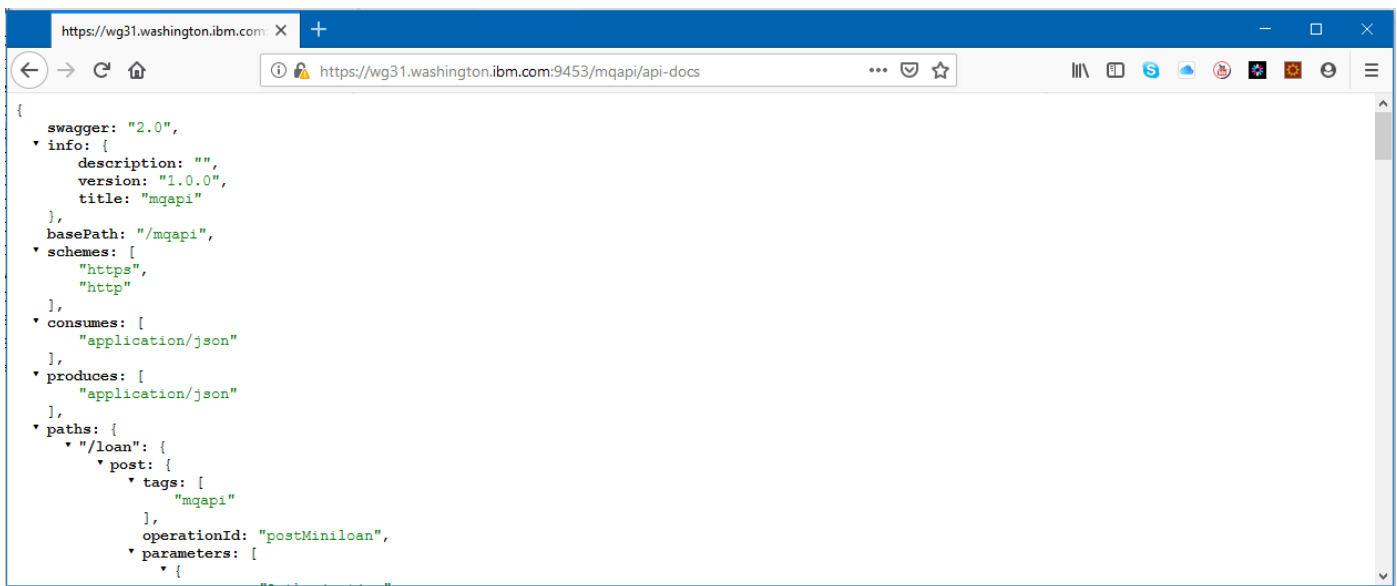 https://wg31.washington.ibm.com:
https://wg31.washington.ibm.com:9453/mqapi/api-docs
{
swagger: "2.0",
info: {
description: "",
version: "1.0.0",
title: "mqapi"
},
basePath: "/mqapi",
schemes: [
"https",
"http"
],
consumes: [
"application/json"
],
produces: [
"application/json"
],
paths: {
"/loan": {
post: {
tags: [
"mqapi"
],
operationId: "postMiniloan",
parameters: [
{